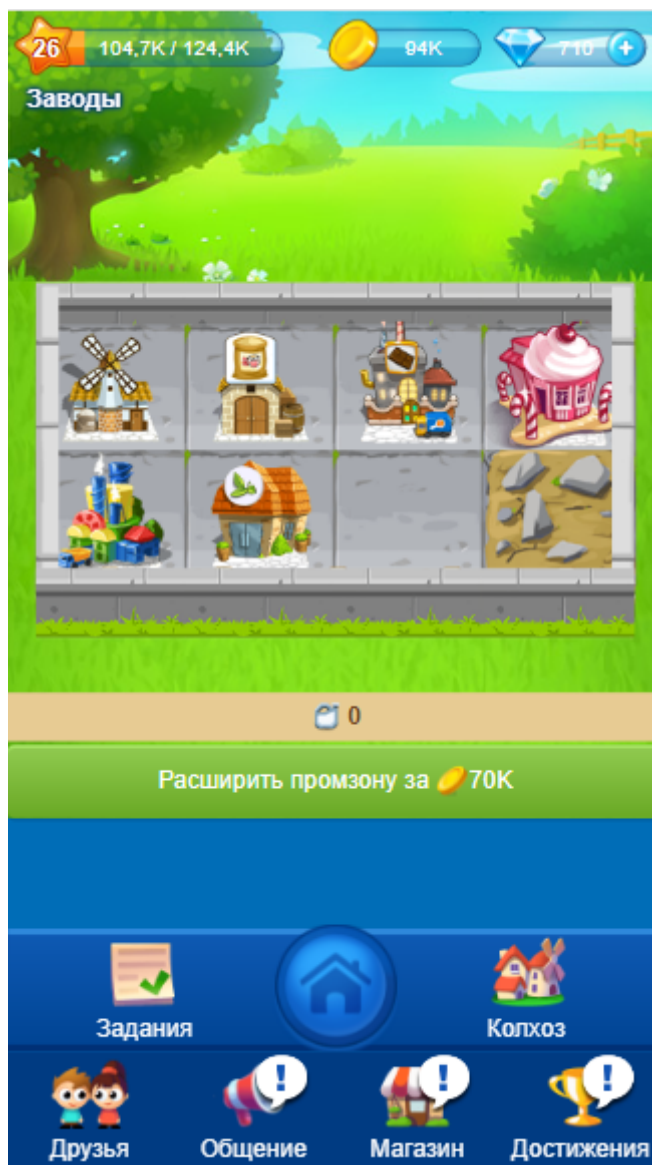 26 104,7K / 124,4K 94K 710 +
Заводы
0
Расширить промзону за 70K
Задания Колхоз
! ! !
Друзья Общение Магазин Достижения